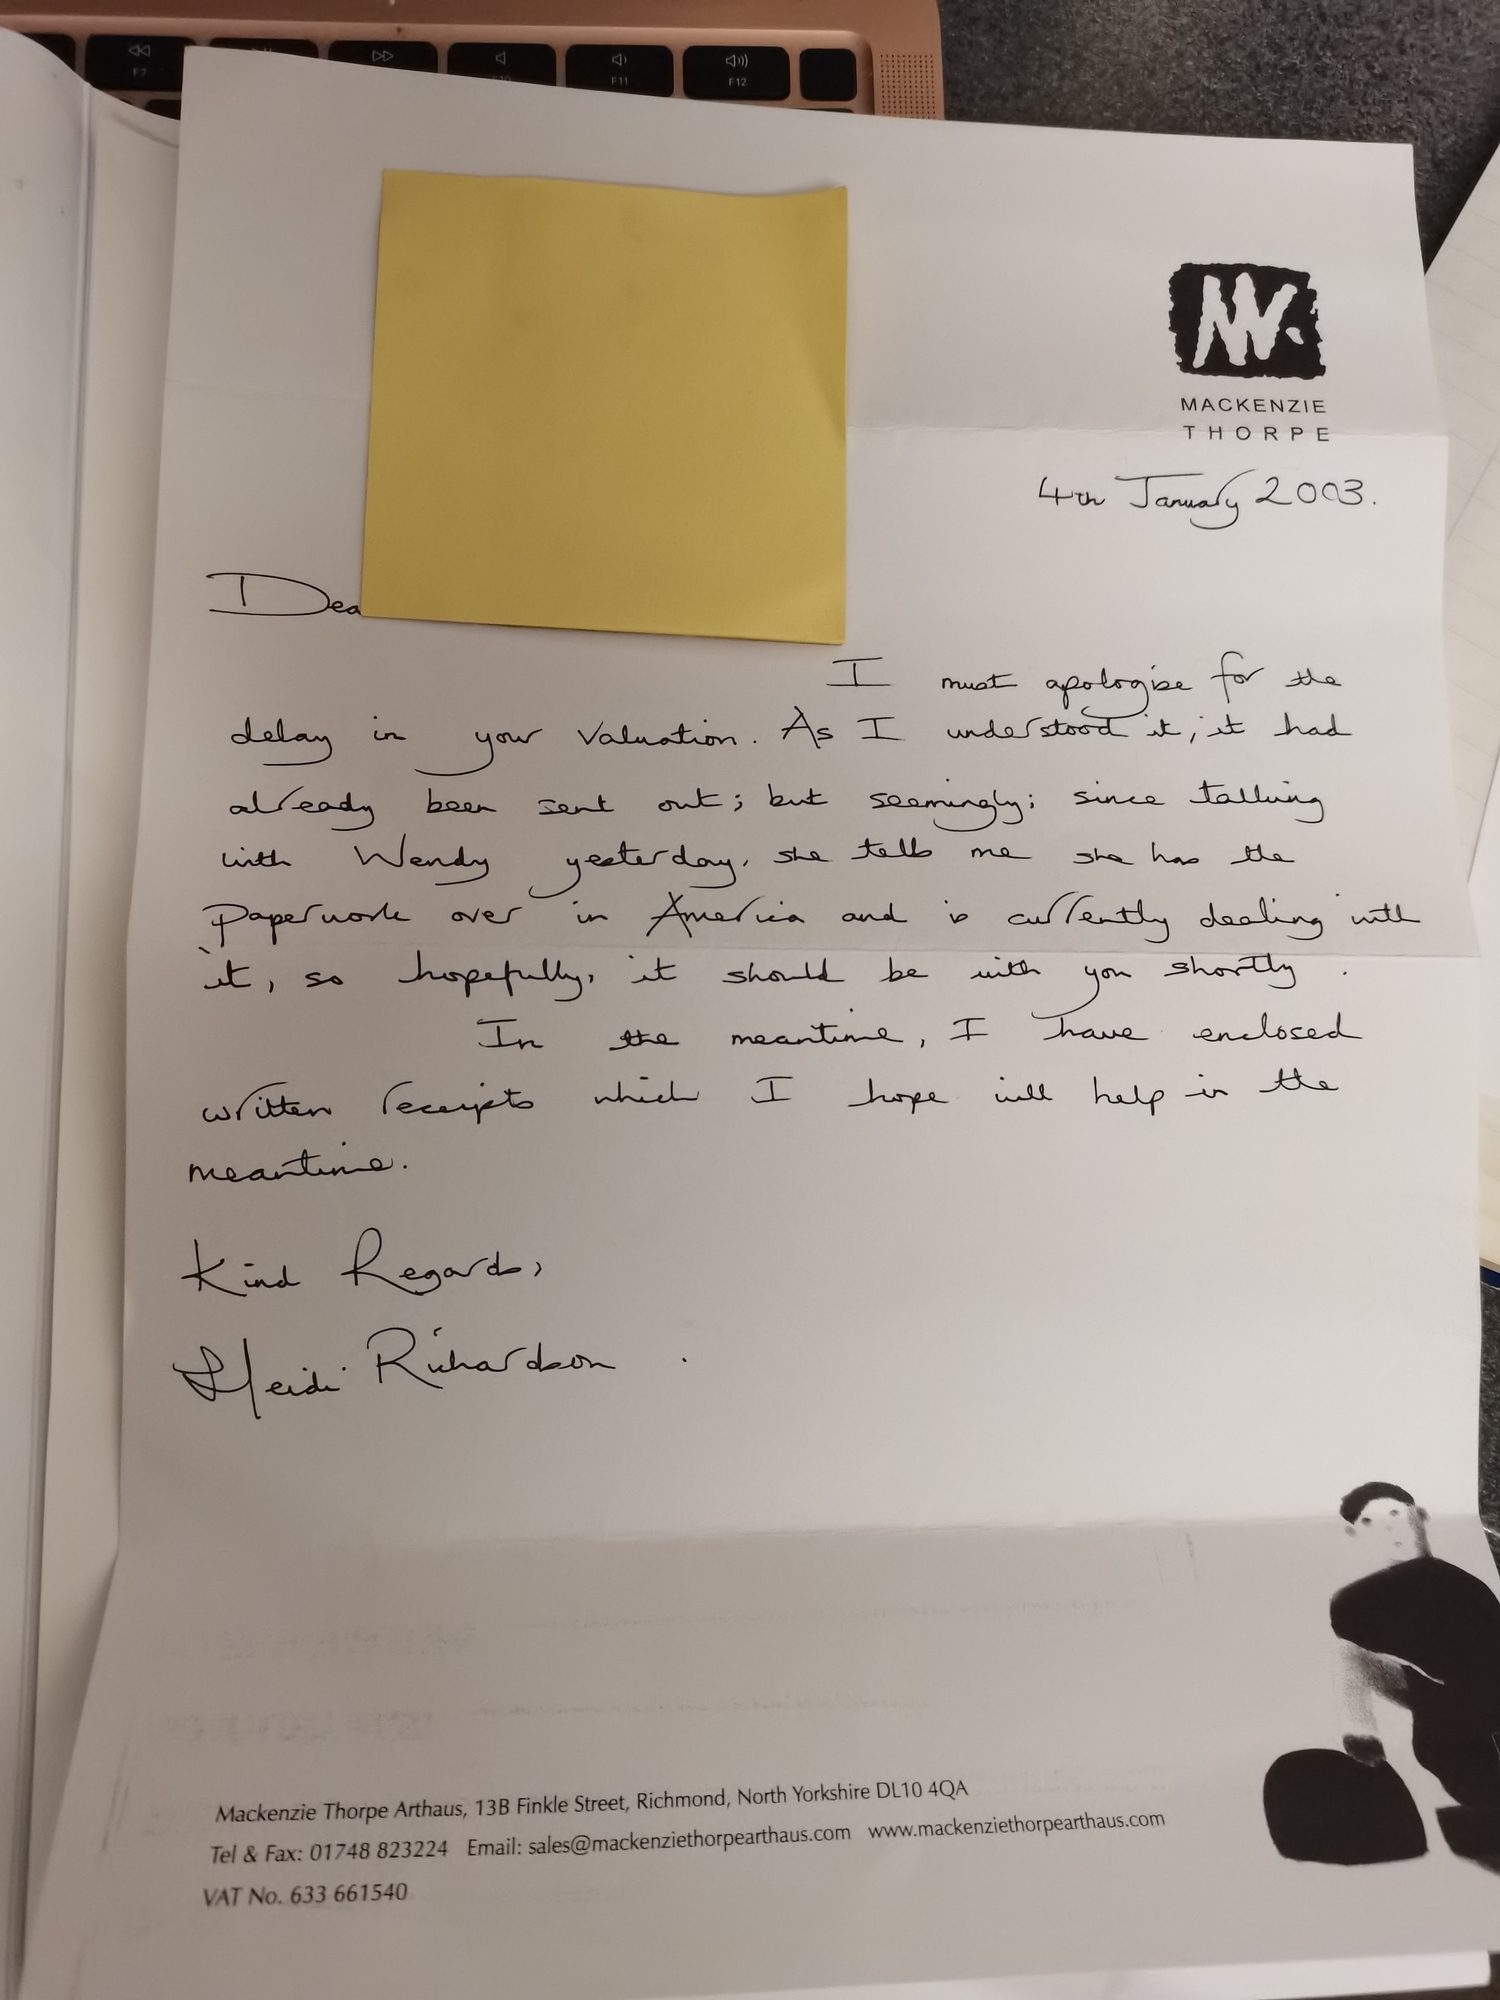 F7
F11
F12
MACKENZIE
THORPE
4th January 2003.
Dea
I must apologise for the
delay in your valuation. As I understood it, it had
already been sent out; but seemingly; since talking
with Wendy yesterday, she tells me she has the
paperwork over in America and is currently dealing with
it, so hopefully, it should be with you shortly.
In the meantime, I have enclosed
written receipts which I hope will help in the
meantime.
Kind Regards,
Heidi Richardson.
Mackenzie Thorpe Arthaus, 13B Finkle Street, Richmond, North Yorkshire DL10 4QA
Tel & Fax: 01748 823224 Email: sales@mackenziethorpearthaus.com www.mackenziethorpearthaus.com
VAT No. 633 661540